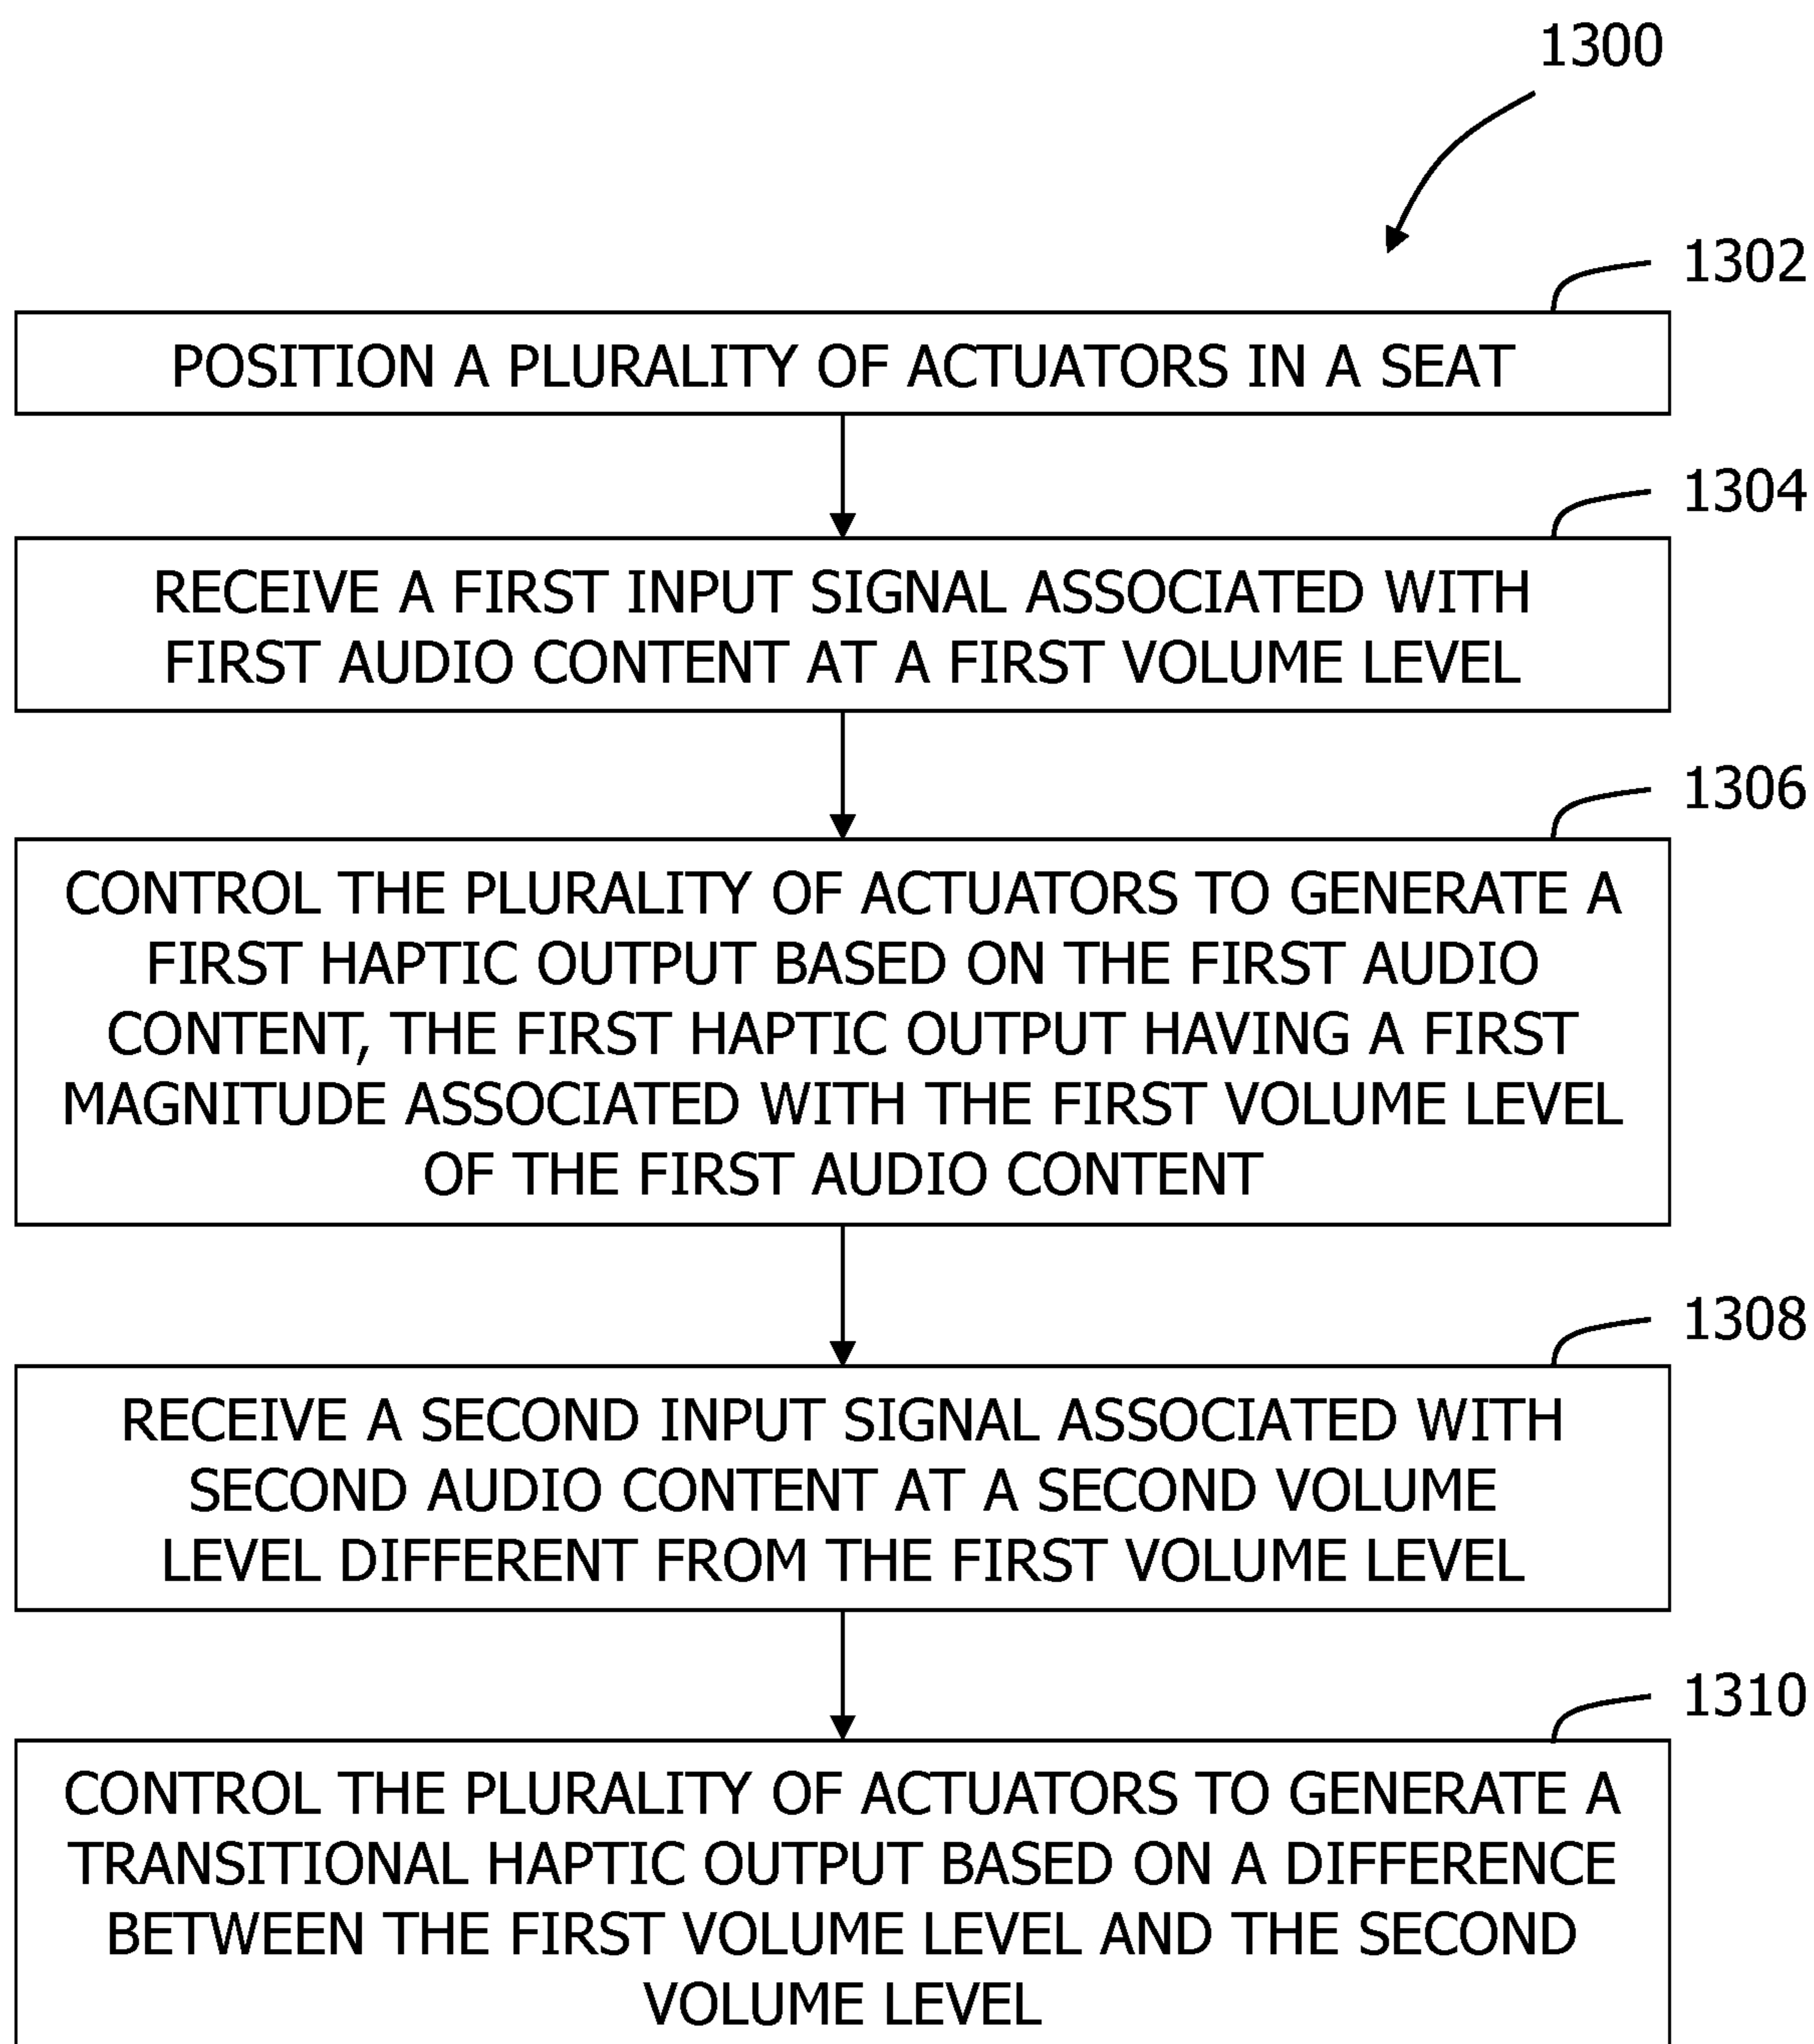 1300
1302
POSITION A PLURALITY OF ACTUATORS IN A SEAT
1304
RECEIVE A FIRST INPUT SIGNAL ASSOCIATED WITH
FIRST AUDIO CONTENT AT A FIRST VOLUME LEVEL
1306
CONTROL THE PLURALITY OF ACTUATORS TO GENERATE A
FIRST HAPTIC OUTPUT BASED ON THE FIRST AUDIO
CONTENT, THE FIRST HAPTIC OUTPUT HAVING A FIRST
MAGNITUDE ASSOCIATED WITH THE FIRST VOLUME LEVEL
OF THE FIRST AUDIO CONTENT
1308
RECEIVE A SECOND INPUT SIGNAL ASSOCIATED WITH
SECOND AUDIO CONTENT AT A SECOND VOLUME
LEVEL DIFFERENT FROM THE FIRST VOLUME LEVEL
1310
CONTROL THE PLURALITY OF ACTUATORS TO GENERATE A
TRANSITIONAL HAPTIC OUTPUT BASED ON A DIFFERENCE
BETWEEN THE FIRST VOLUME LEVEL AND THE SECOND
VOLUME LEVEL